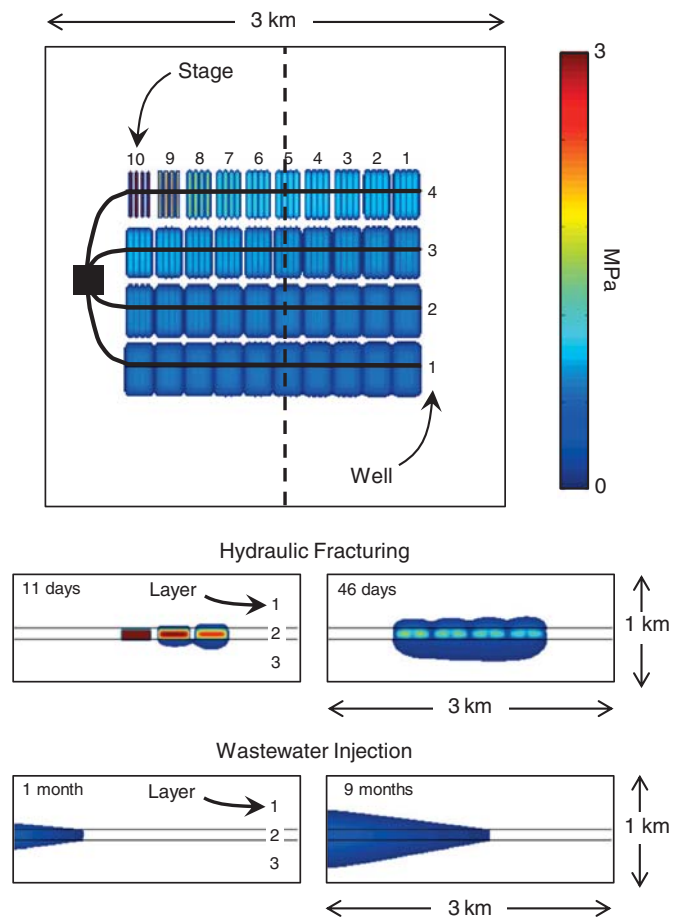 3 km
Stage
10 9 8 7 6 5 4 3 2 1
4
3
2
1
Well
3
MPa
0
Hydraulic Fracturing
11 days
Layer
1
2
3
46 days
1 km
3 km
Wastewater Injection
1 month
Layer
1
2
3
9 months
1 km
3 km